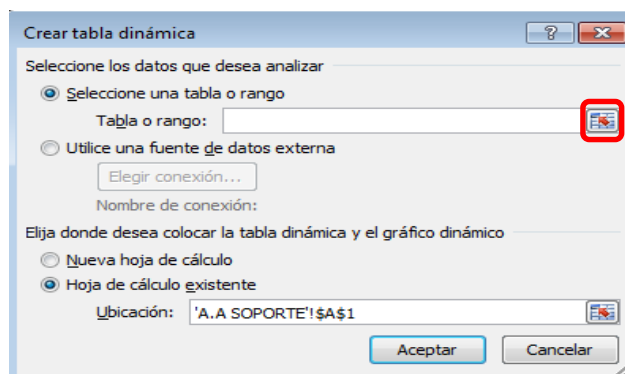 Crear tabla dinámica
Seleccione los datos que desea analizar
Seleccione una tabla o rango
Tabla o rango:
Utilice una fuente de datos externa
Elegir conexión...
Nombre de conexión:
Elija donde desea colocar la tabla dinámica y el gráfico dinámico
Nueva hoja de cálculo
Hoja de cálculo existente
Ubicación: 'A.A SOPORTE'!$A$1
Aceptar Cancelar